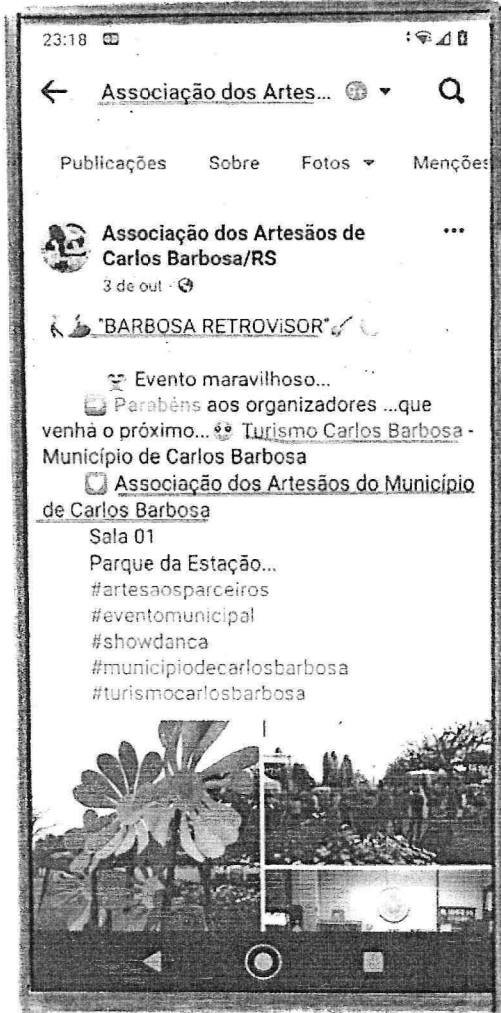 23:18
Associação dos Artes... 9+
Publicações Sobre Fotos Menções
Associação dos Artesãos de
Carlos Barbosa/RS
3 de out ·
"BARBOSA RETROViSOR"
Evento maravilhoso...
Parabéns aos organizadores ...que
venha o próximo... Turismo Carlos Barbosa -
Município de Carlos Barbosa
Associação dos Artesãos do Município
de Carlos Barbosa
Sala 01
Parque da Estação...
#artesaosparceiros
#eventomunicipal
#showdanca
#municipiodecarlosbarbosa
#turismocarlosbarbosa